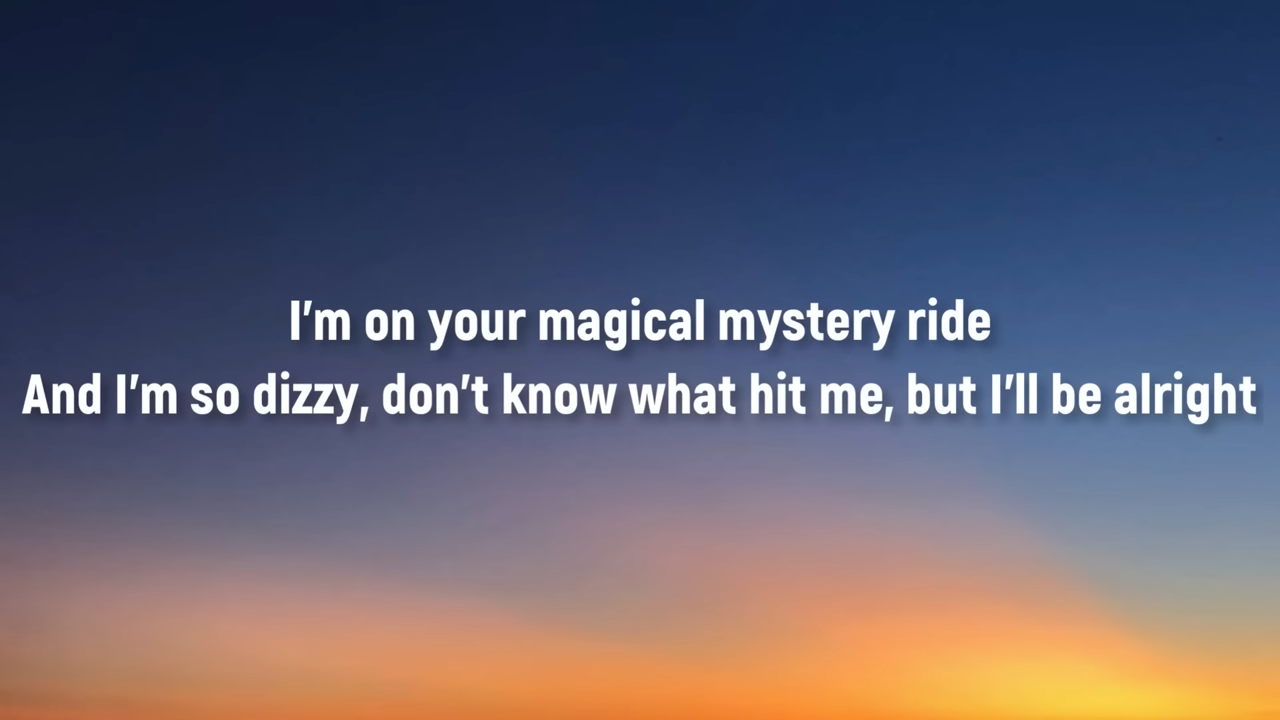 I'm on your magical mystery ride
And I'm so dizzy, don't know what hit me, but I'll be alright